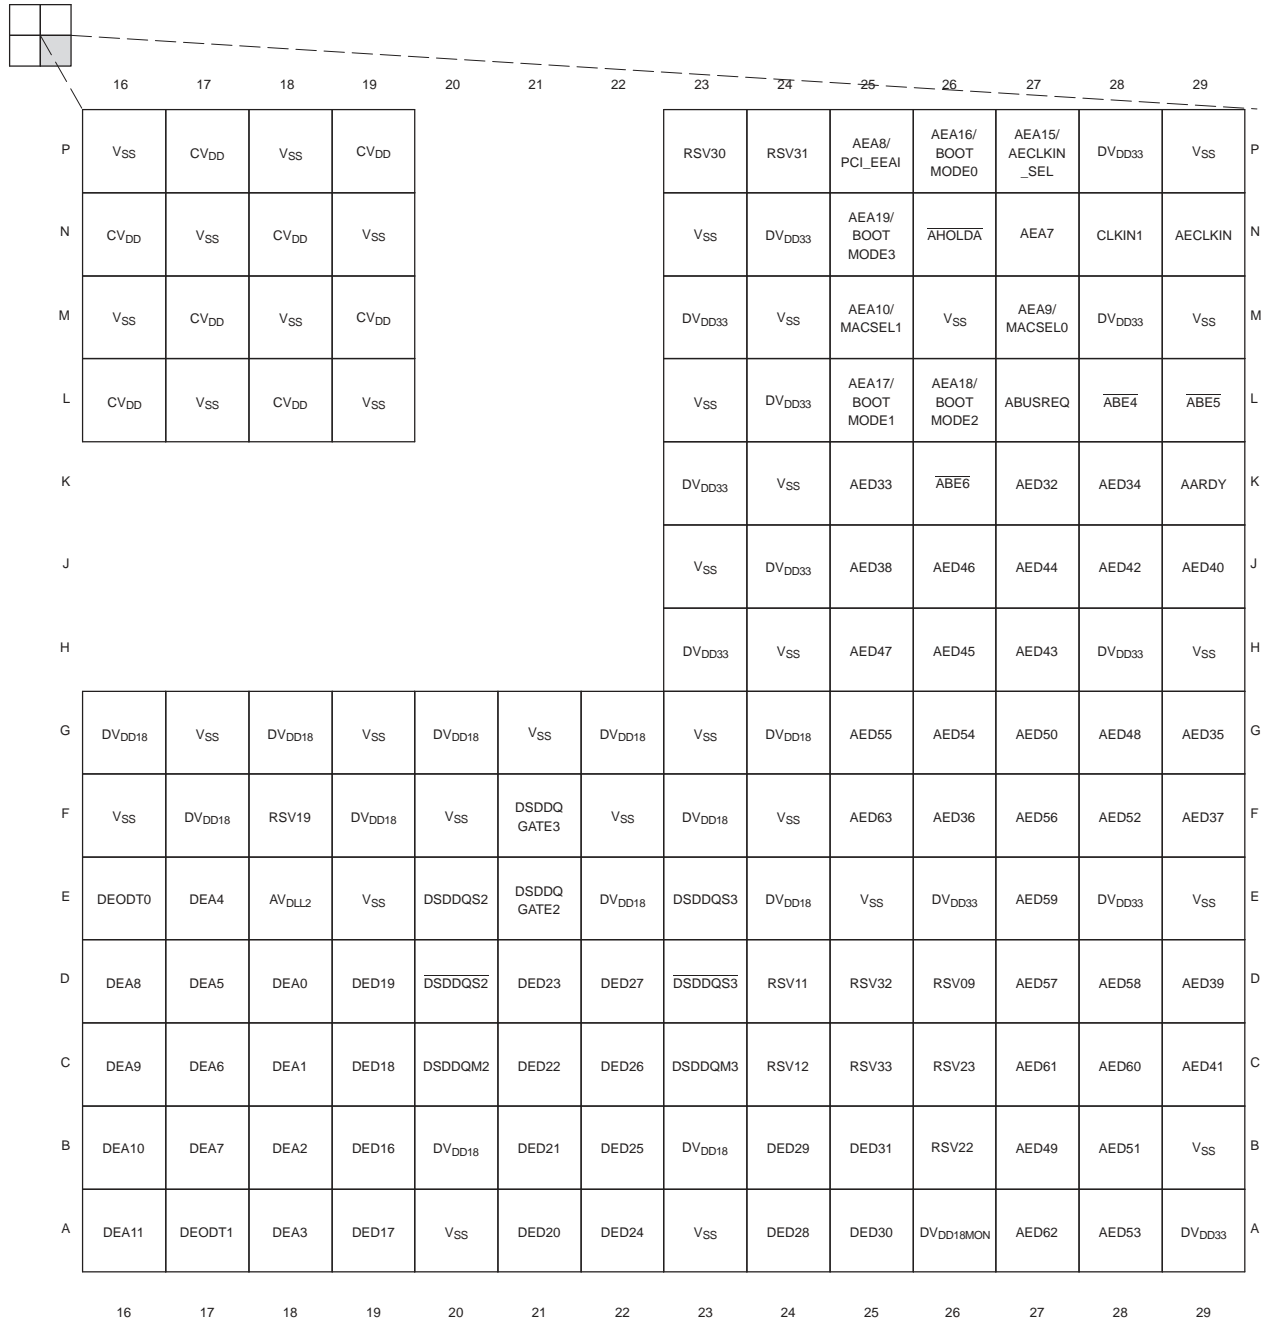 16 17 18 19 20 21 22 23 24 25 26 27 28 29
P VSS CVDD VSS CVDD RSV30 RSV31 AEA8/ PCI_EEAI AEA16/ BOOT MODE0 AEA15/ AECLKIN _SEL DVDD33 VSS P
N CVDD VSS CVDD VSS VSS DVDD33 AEA19/ BOOT MODE3 AHOLDA AEA7 CLKIN1 AECLKIN N
M VSS CVDD VSS CVDD DVDD33 VSS AEA10/ MACSEL1 VSS AEA9/ MACSEL0 DVDD33 VSS M
L CVDD VSS CVDD VSS VSS DVDD33 AEA17/ BOOT MODE1 AEA18/ BOOT MODE2 ABUSREQ ABE4 ABE5 L
K DVDD33 VSS AED33 ABE6 AED32 AED34 AARDY K
J VSS DVDD33 AED38 AED46 AED44 AED42 AED40 J
H DVDD33 VSS AED47 AED45 AED43 DVDD33 VSS H
G DVDD18 VSS DVDD18 VSS DVDD18 VSS DVDD18 VSS DVDD18 AED55 AED54 AED50 AED48 AED35 G
F VSS DVDD18 RSV19 DVDD18 VSS DSDDQ GATE3 VSS DVDD18 VSS AED63 AED36 AED56 AED52 AED37 F
E DEODT0 DEA4 AVDLL2 VSS DSDDQS2 DSDDQ GATE2 DVDD18 DSDDQS3 DVDD18 VSS DVDD33 AED59 DVDD33 VSS E
D DEA8 DEA5 DEA0 DED19 DSDDQS2 DED23 DED27 DSDDQS3 RSV11 RSV32 RSV09 AED57 AED58 AED39 D
C DEA9 DEA6 DEA1 DED18 DSDDQM2 DED22 DED26 DSDDQM3 RSV12 RSV33 RSV23 AED61 AED60 AED41 C
B DEA10 DEA7 DEA2 DED16 DVDD18 DED21 DED25 DVDD18 DED29 DED31 RSV22 AED49 AED51 VSS B
A DEA11 DEODT1 DEA3 DED17 VSS DED20 DED24 VSS DED28 DED30 DVDD18MON AED62 AED53 DVDD33 A
16 17 18 19 20 21 22 23 24 25 26 27 28 29